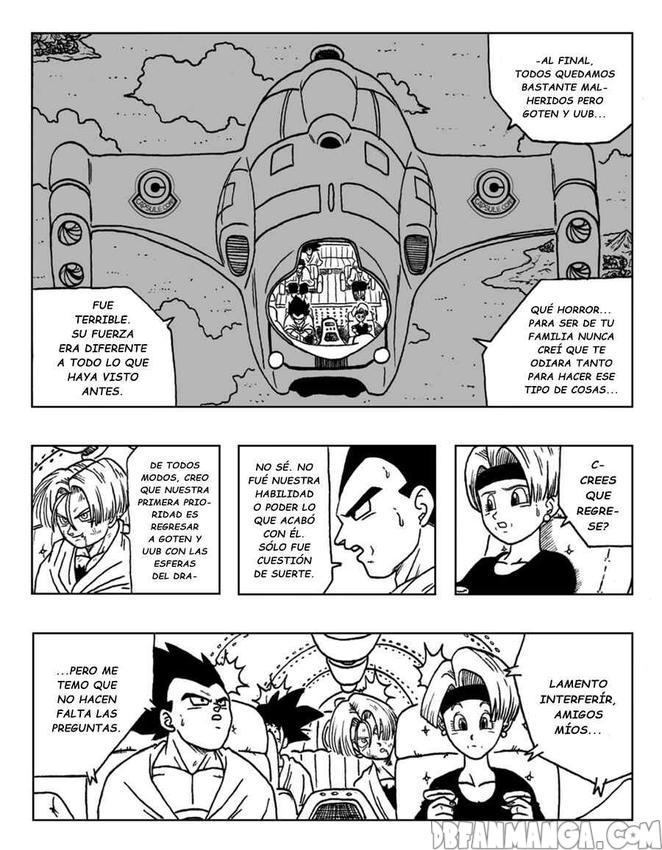 -AL FINAL,
TODOS QUEDAMOS
BASTANTE MAL-
HERIDOS PERO
GOTEN Y UUB...
CAPSULE.COM
CAPSULE.COM
FUE
TERRIBLE.
SU FUERZA
ERA DIFERENTE
A TODO LO QUE
HAYA VISTO
ANTES.
QUÉ HORROR...
PARA SER DE TU
FAMILIA NUNCA
CREÍ QUE TE
ODIARA TANTO
PARA HACER ESE
TIPO DE COSAS...
C-
CREES
QUE
REGRE-
SE?
NO SÉ. NO
FUÉ NUESTRA
HABILIDAD
O PODER LO
QUE ACABÓ
CON ÉL.
SÓLO FUE
CUESTIÓN
DE SUERTE.
DE TODOS
MODOS, CREO
QUE NUESTRA
PRIMERA PRIO-
RIDAD ES
REGRESAR
A GOTEN Y
UUB CON LAS
ESFERAS
DEL DRA-
LAMENTO
INTERFERÍR,
AMIGOS
MÍOS...
...PERO ME
TEMO QUE
NO HACEN
FALTA LAS
PREGUNTAS.
DBFANMANGA.COM